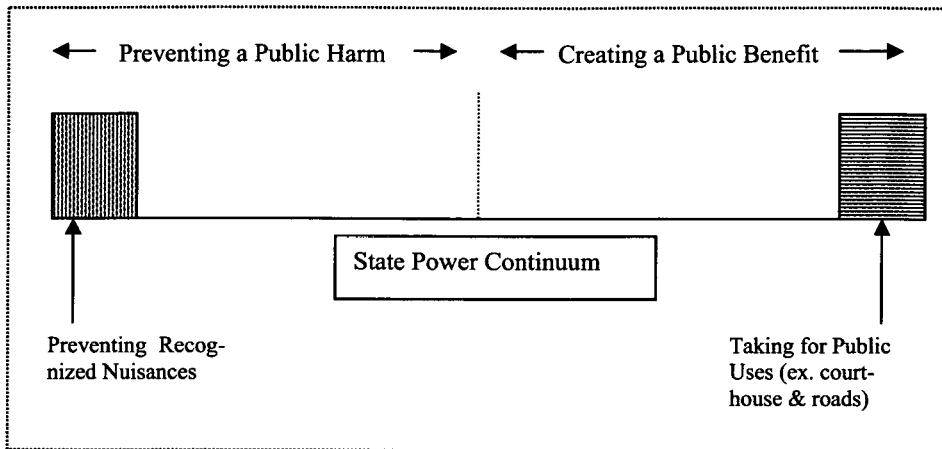 Preventing a Public Harm
Creating a Public Benefit
State Power Continuum
Preventing Recog-
nized Nuisances
Taking for Public
Uses (ex. court-
house & roads)